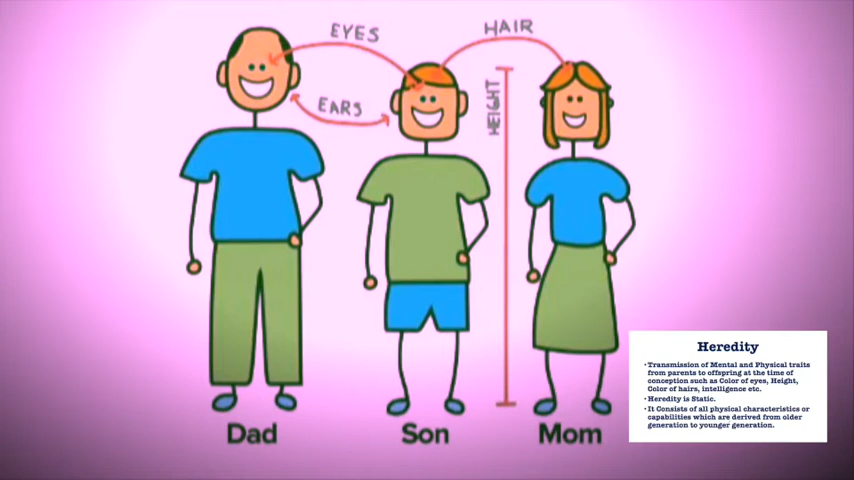 EYES
HAIR
EARS
HEIGHT
Dad
Son
Mom
Heredity
• Transmission of Mental and Physical traits
from parents to offspring at the time of
conception such as Color of eyes, Height,
Color of hairs, intelligence etc.
• Heredity is Static.
• It Consists of all physical characteristics or
capabilities which are derived from older
generation to younger generation.